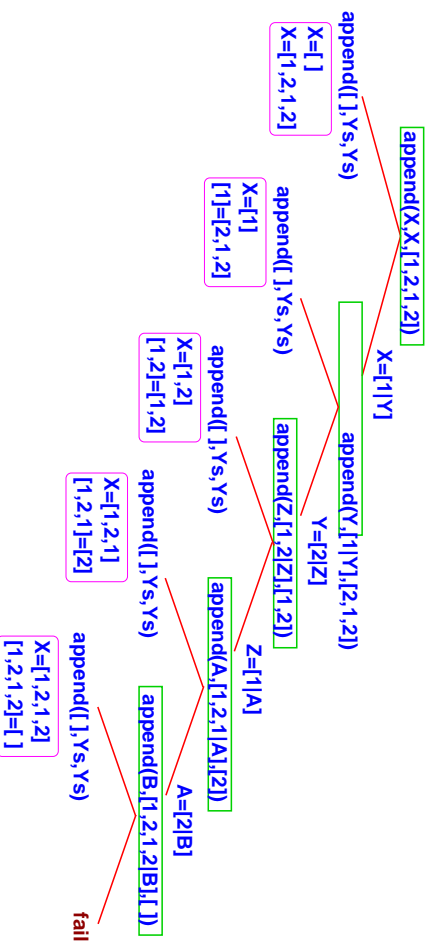 append(X,X,[1,2,1,2])
append([ ],Ys,Ys)
X=[ ]
X=[1,2,1,2]
X=[1|Y]
append(Y,[1|Y],[2,1,2])
append([ ],Ys,Ys)
X=[1]
[1]=[2,1,2]
Y=[2|Z]
append(Z,[1,2|Z],[1,2])
append([ ],Ys,Ys)
X=[1,2]
[1,2]=[1,2]
Z=[1|A]
append(A,[1,2,1|A],[2])
append([ ],Ys,Ys)
X=[1,2,1]
[1,2,1]=[2]
A=[2|B]
append(B,[1,2,1,2|B],[ ])
append([ ],Ys,Ys)
X=[1,2,1,2]
[1,2,1,2]=[ ]
fail